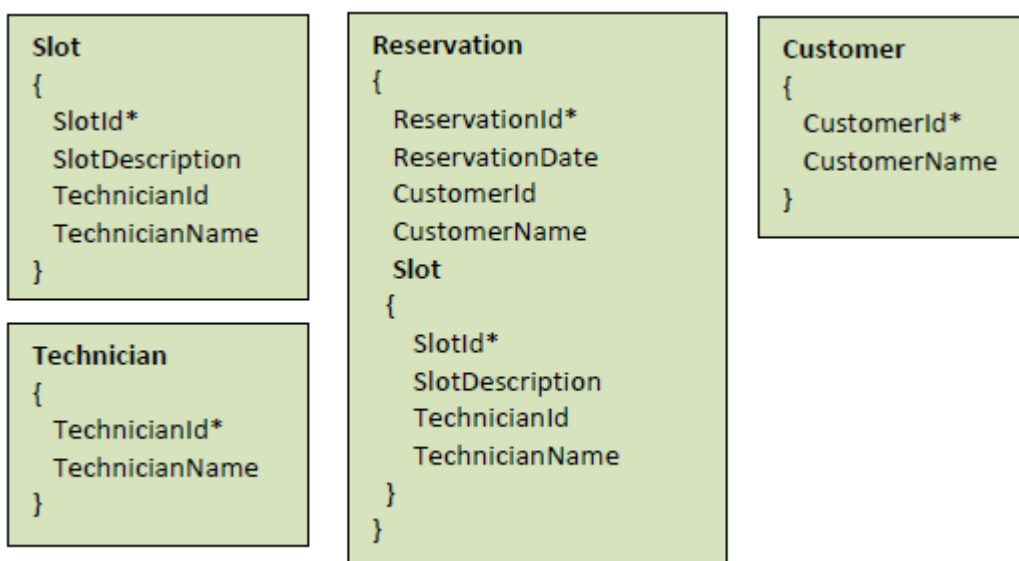 Slot
{
SlotId*
SlotDescription
TechnicianId
TechnicianName
}
Technician
{
TechnicianId*
TechnicianName
}
Reservation
{
ReservationId*
ReservationDate
CustomerId
CustomerName
Slot
{
SlotId*
SlotDescription
TechnicianId
TechnicianName
}
}
Customer
{
CustomerId*
CustomerName
}